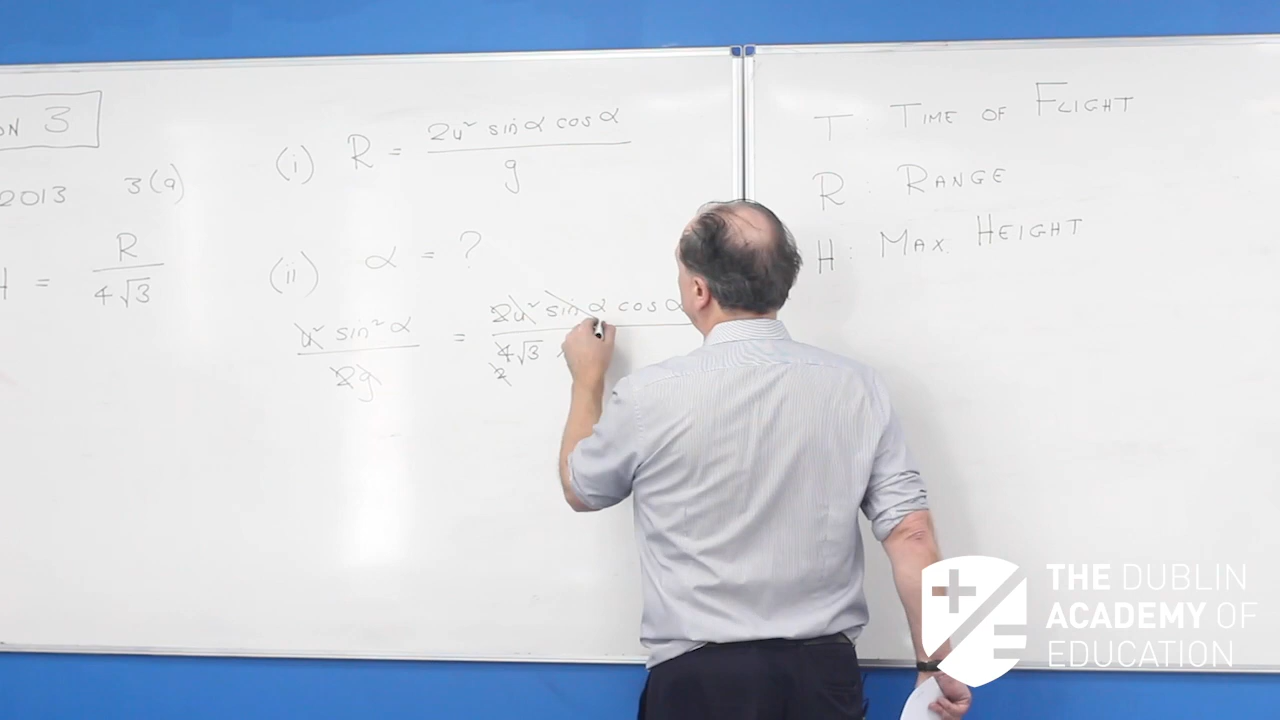 ON 3
2013 3(a)
H = R / 4√3
(i) R = 2u² sin α cos α / g
(ii) α = ?
u² sin² α / 2g = 2u² sin α cos α / 4√3
2
T : TIME OF FLIGHT
R : RANGE
H : MAX HEIGHT
THE DUBLIN
ACADEMY OF
EDUCATION